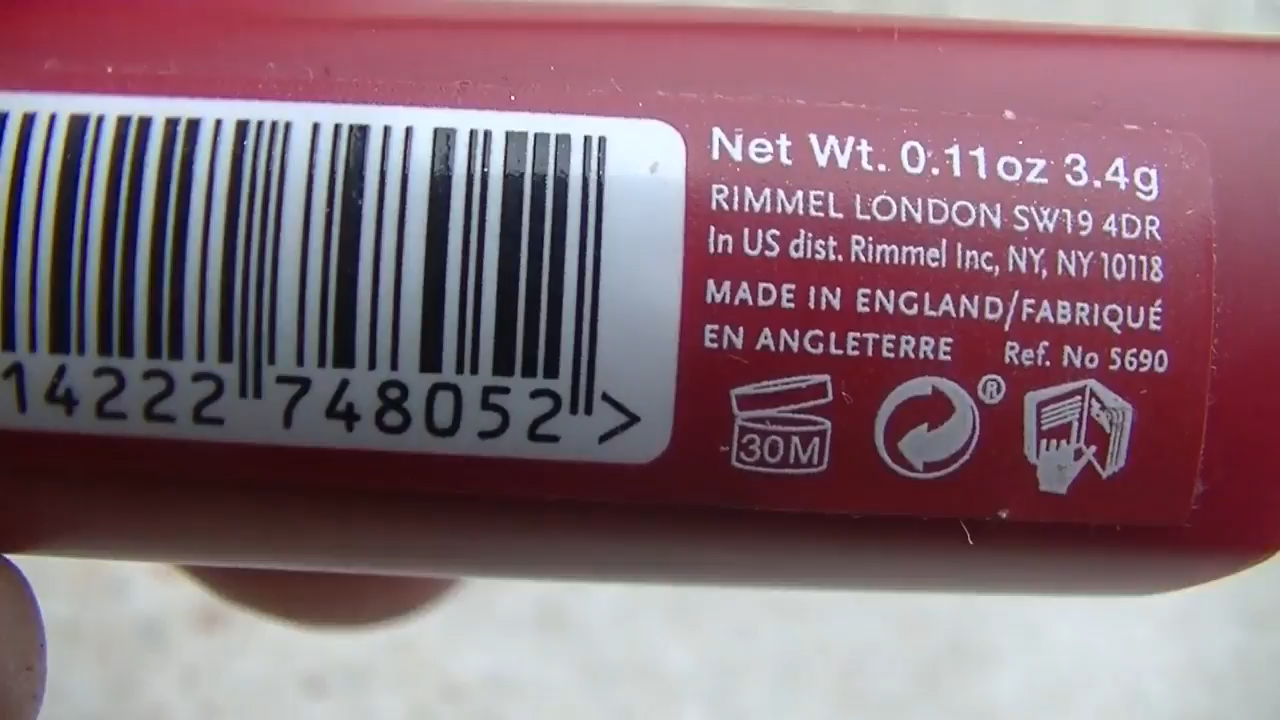 14222 748052 >
Net Wt. 0.11oz 3.4g
RIMMEL LONDON SW19 4DR
In US dist. Rimmel Inc, NY, NY 10118
MADE IN ENGLAND/FABRIQUÉ
EN ANGLETERRE Ref. No 5690
30M ®